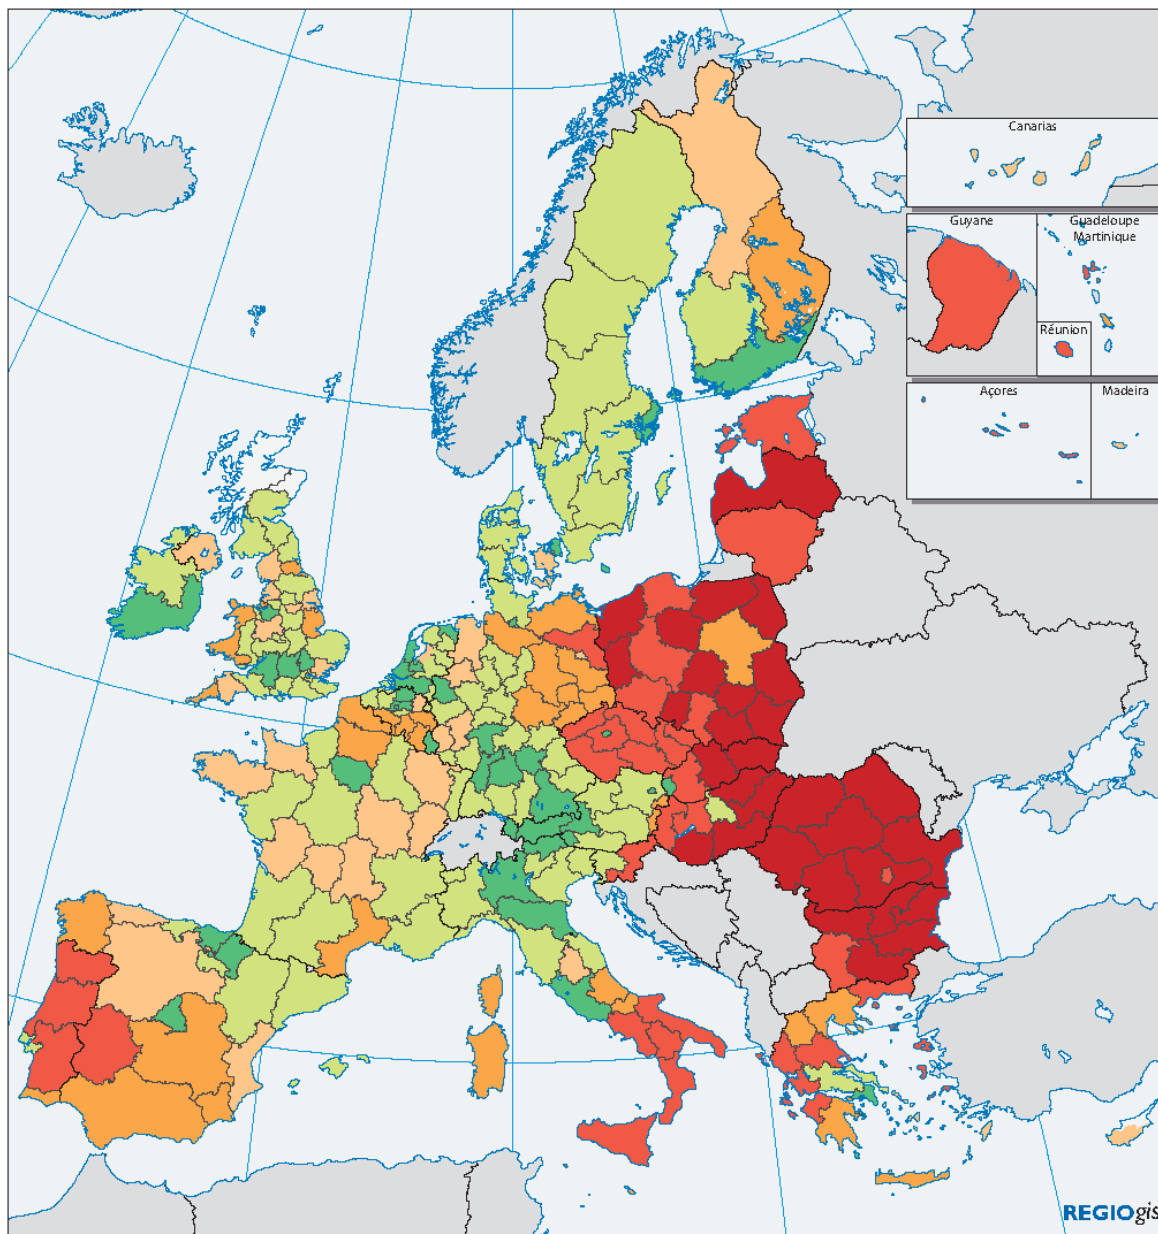 Canarias
Guyane
Guadeloupe
Martinique
Réunion
Açores
Madeira
REGIOgis